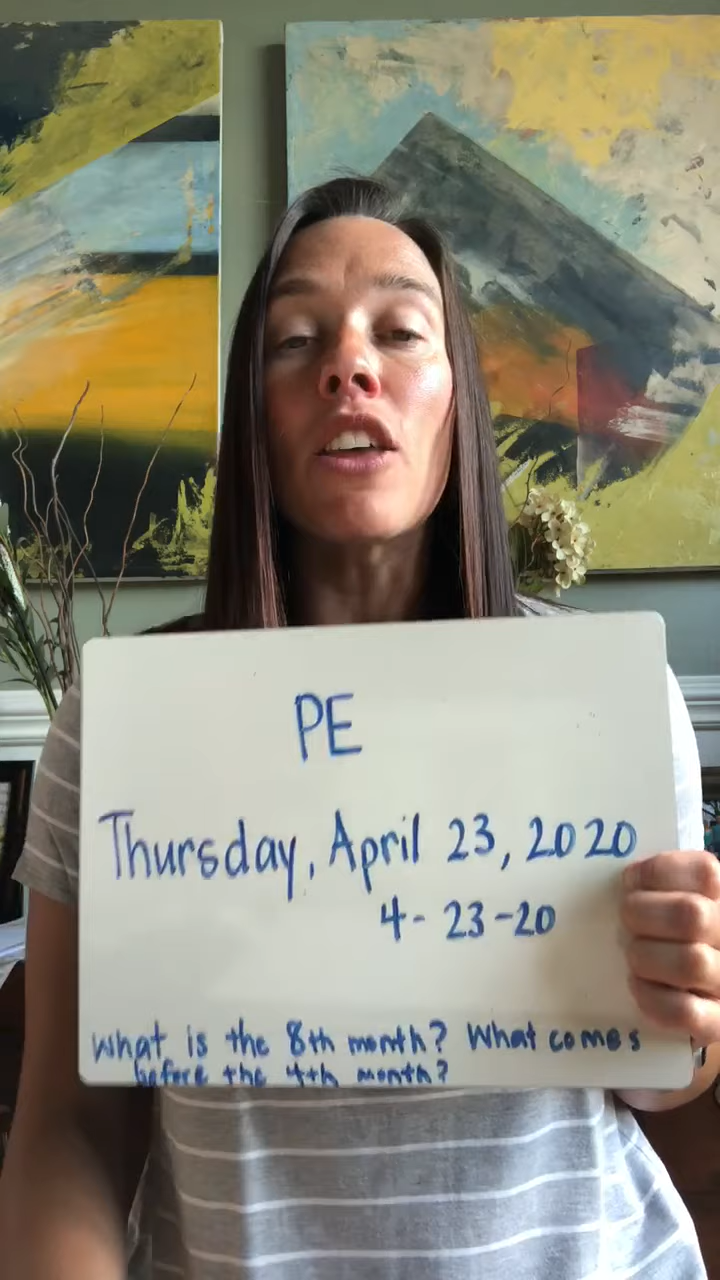 PE
Thursday, April 23, 2020
4-23-20
What is the 8th month? What comes
before the 4th month?